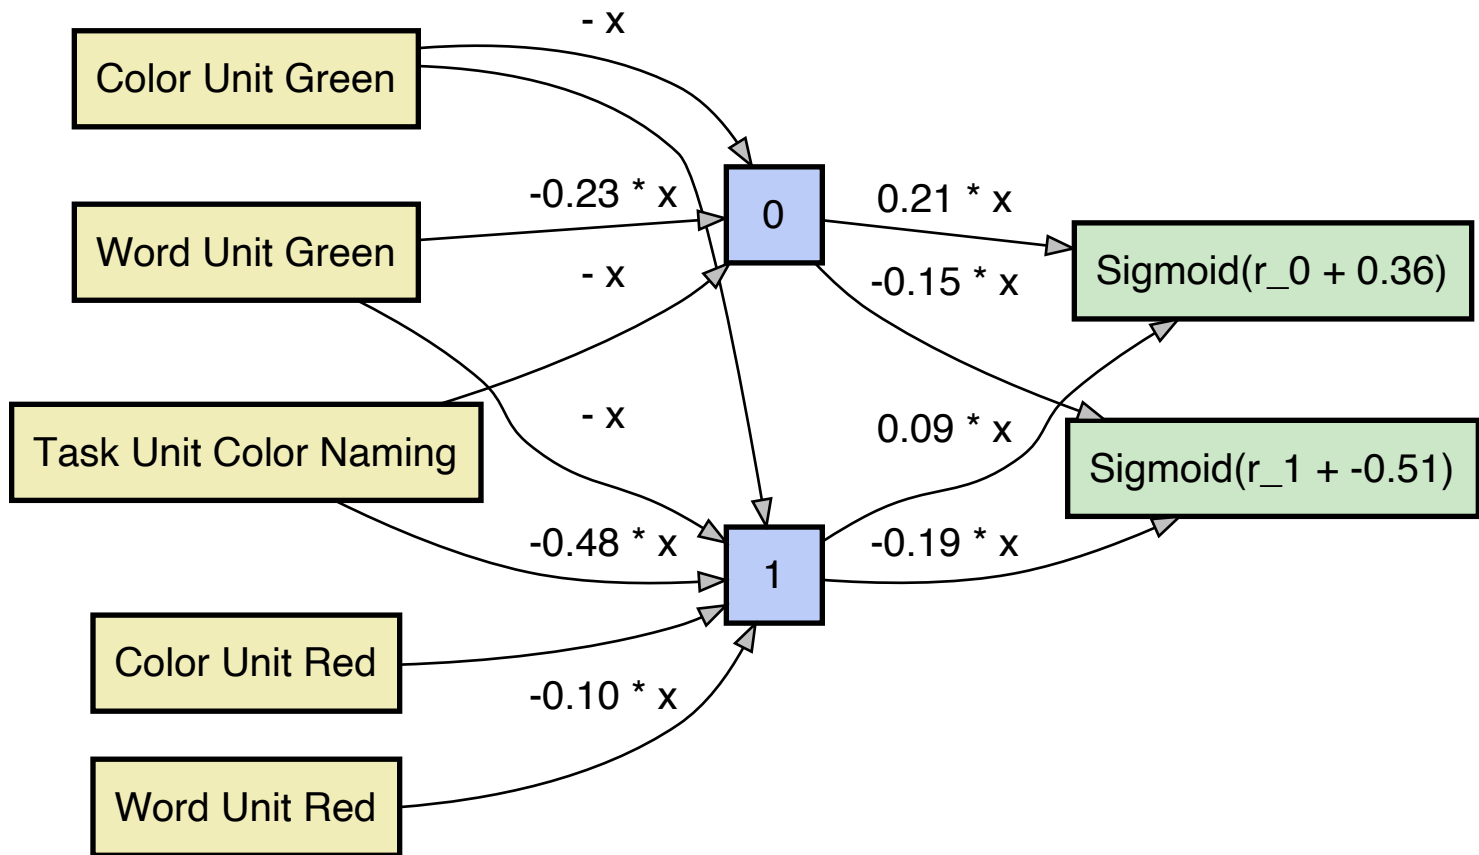 - x
Color Unit Green
-0.23 * x
0
0.21 * x
Word Unit Green
- x
-0.15 * x
Sigmoid(r_0 + 0.36)
Task Unit Color Naming
- x
0.09 * x
Sigmoid(r_1 + -0.51)
-0.48 * x
1
-0.19 * x
Color Unit Red
-0.10 * x
Word Unit Red